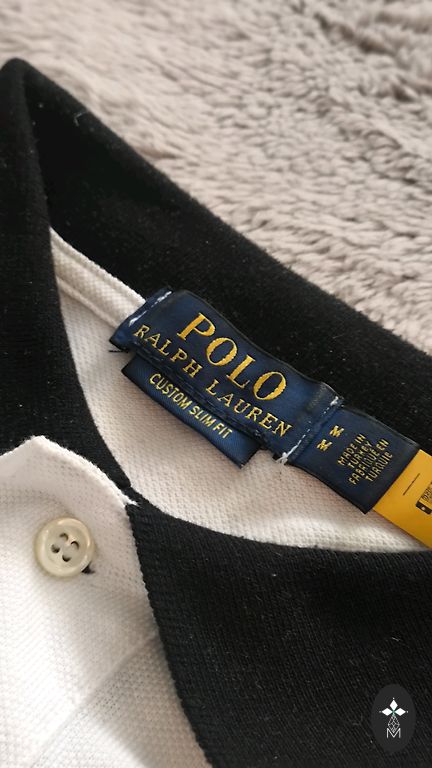 POLO
RALPH LAUREN
CUSTOM SLIM FIT
M M
MADE IN
TURKEY
FABRIQUÉ EN
TURQUIE